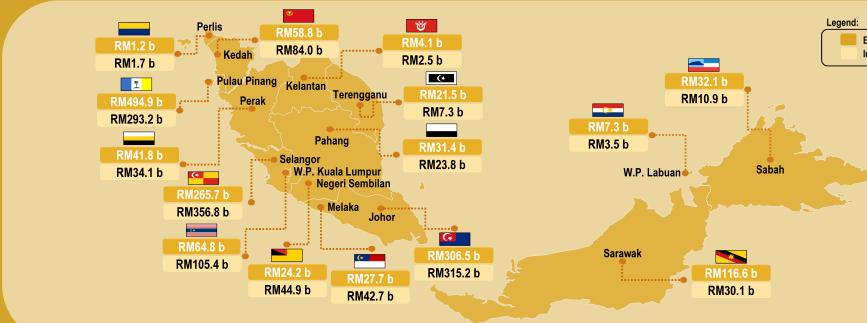 Legend:
Perlis
RM1.2 b
RM1.7 b
RM58.8 b
RM84.0 b
Kedah
RM4.1 b
RM2.5 b
Kelantan
Pulau Pinang
RM494.9 b
RM293.2 b
Perak
RM41.8 b
RM34.1 b
Terengganu
RM21.5 b
RM7.3 b
Pahang
RM31.4 b
RM23.8 b
Selangor
RM265.7 b
RM356.8 b
W.P. Kuala Lumpur
RM64.8 b
RM105.4 b
Negeri Sembilan
RM24.2 b
RM44.9 b
Melaka
RM27.7 b
RM42.7 b
Johor
RM306.5 b
RM315.2 b
W.P. Labuan
RM7.3 b
RM3.5 b
Sabah
RM32.1 b
RM10.9 b
Sarawak
RM116.6 b
RM30.1 b